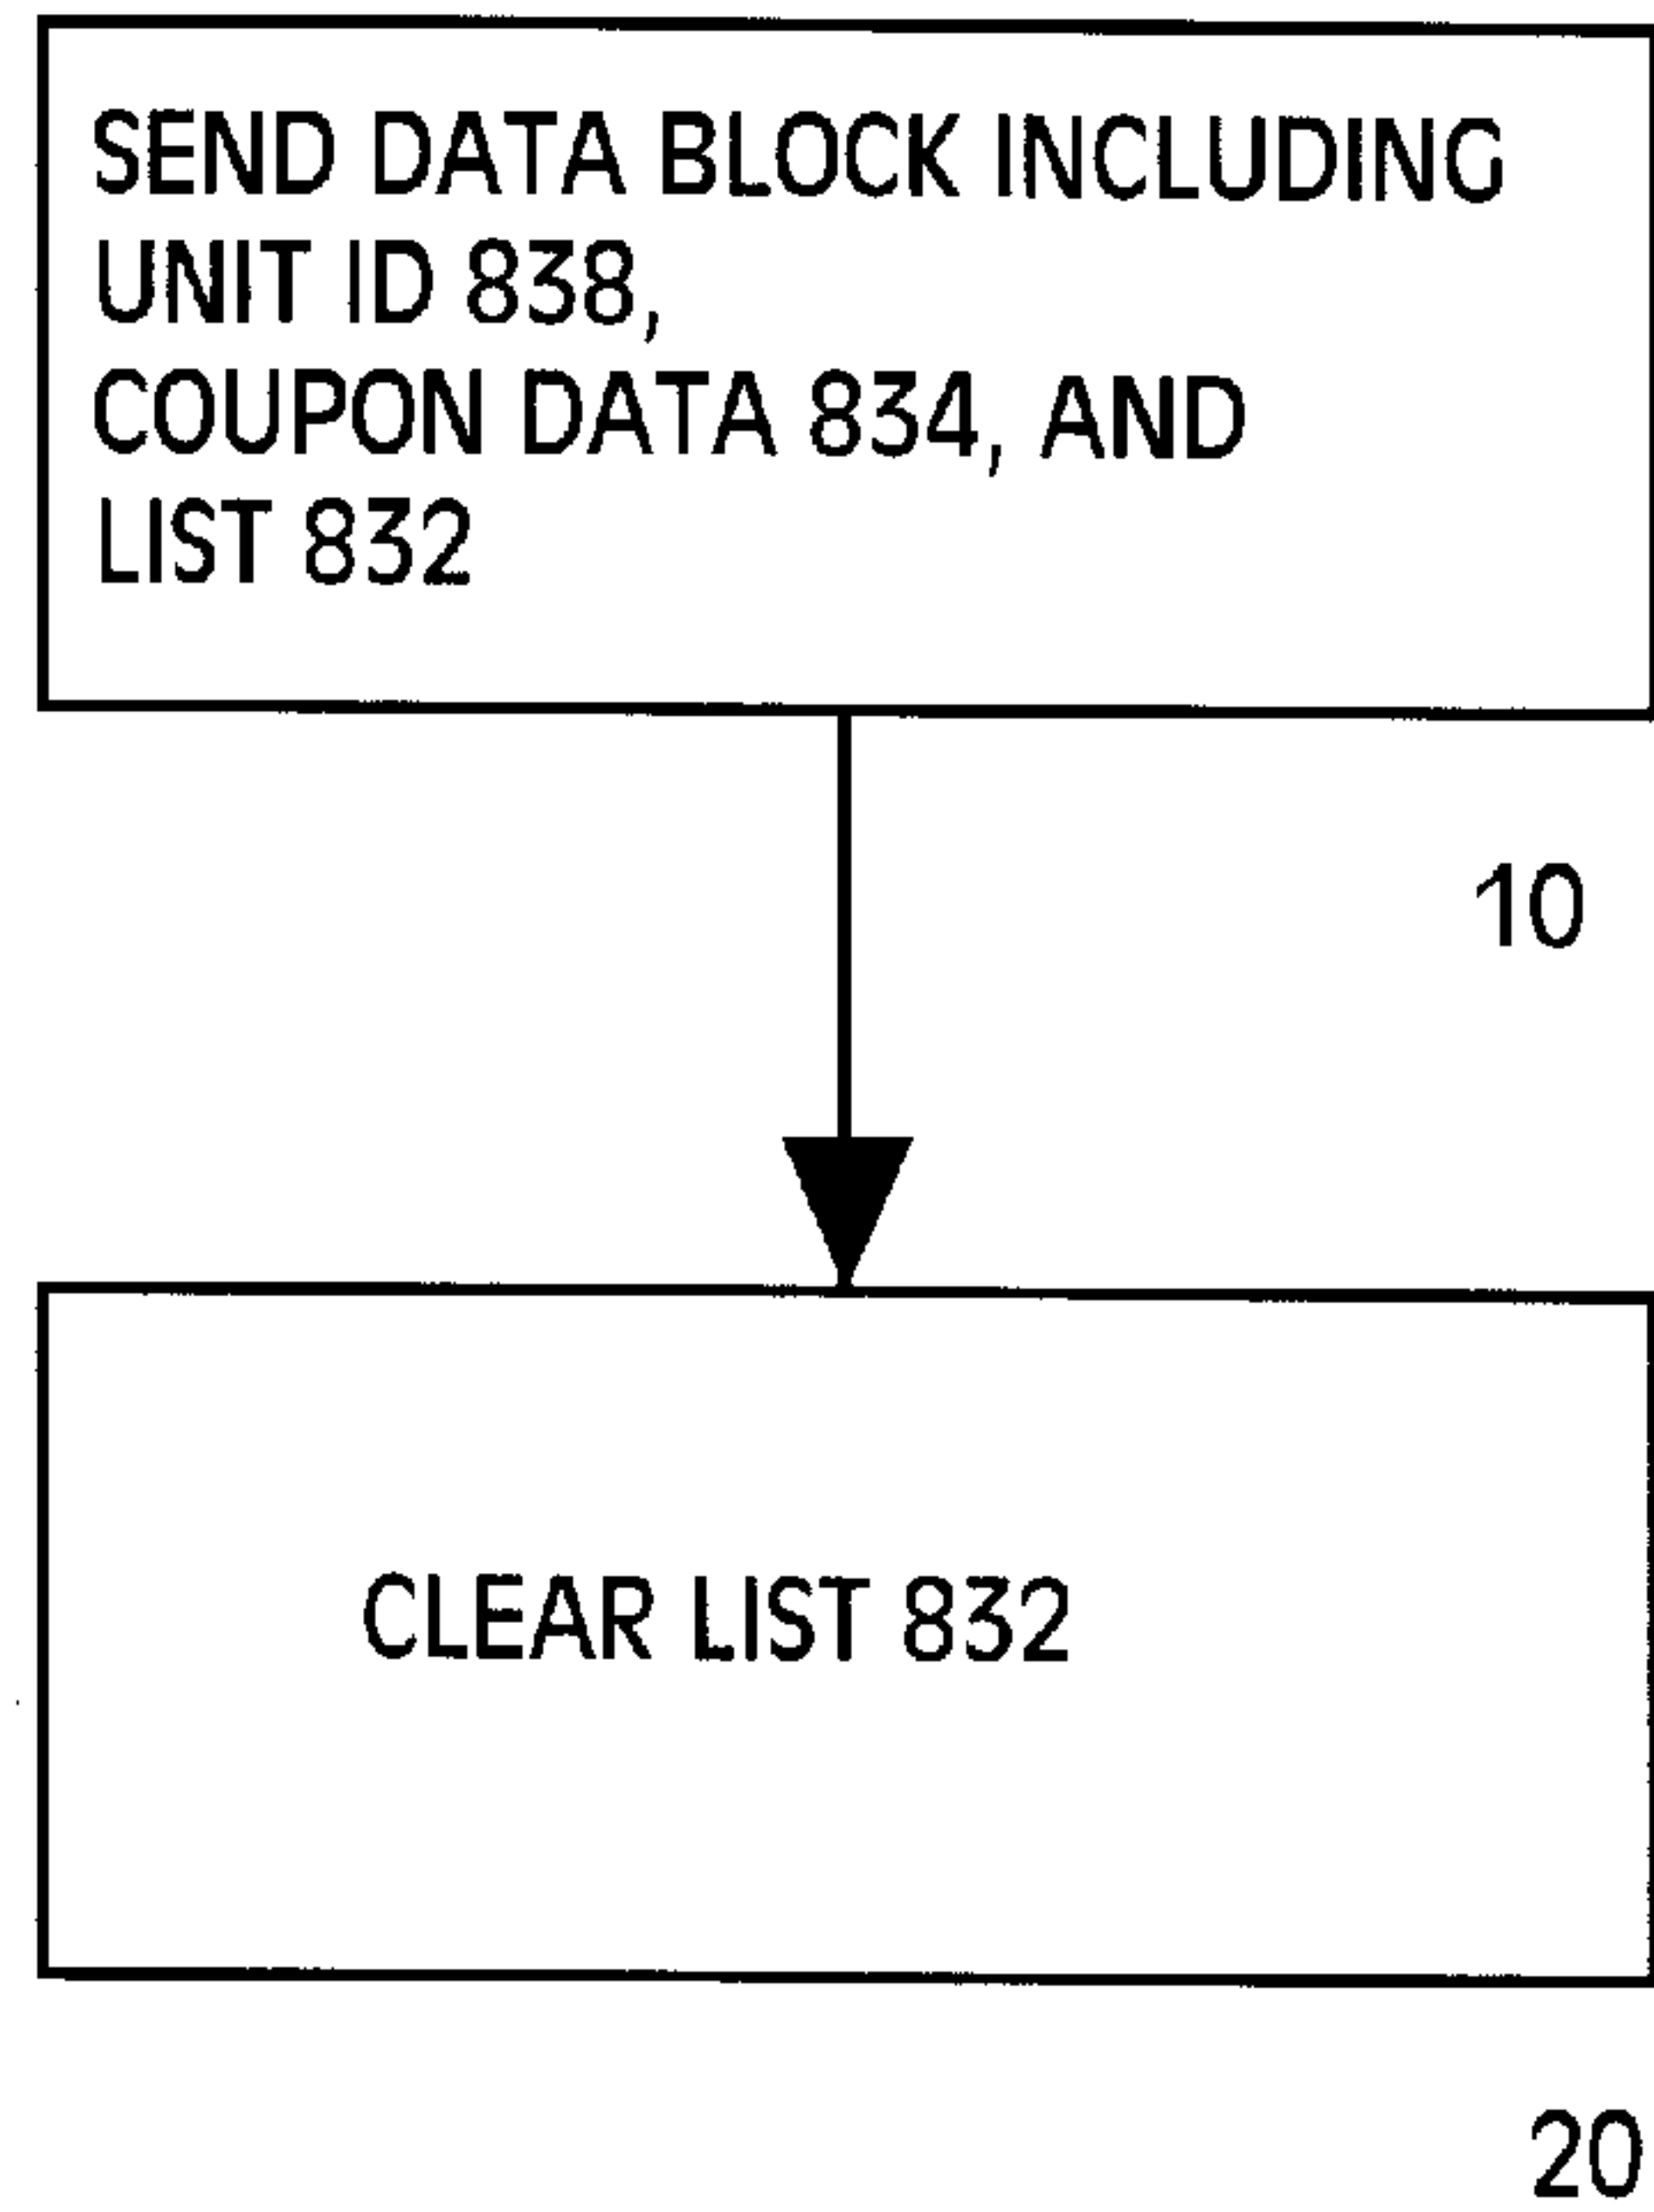 SEND DATA BLOCK INCLUDING
UNIT ID 838,
COUPON DATA 834, AND
LIST 832
10
CLEAR LIST 832
20